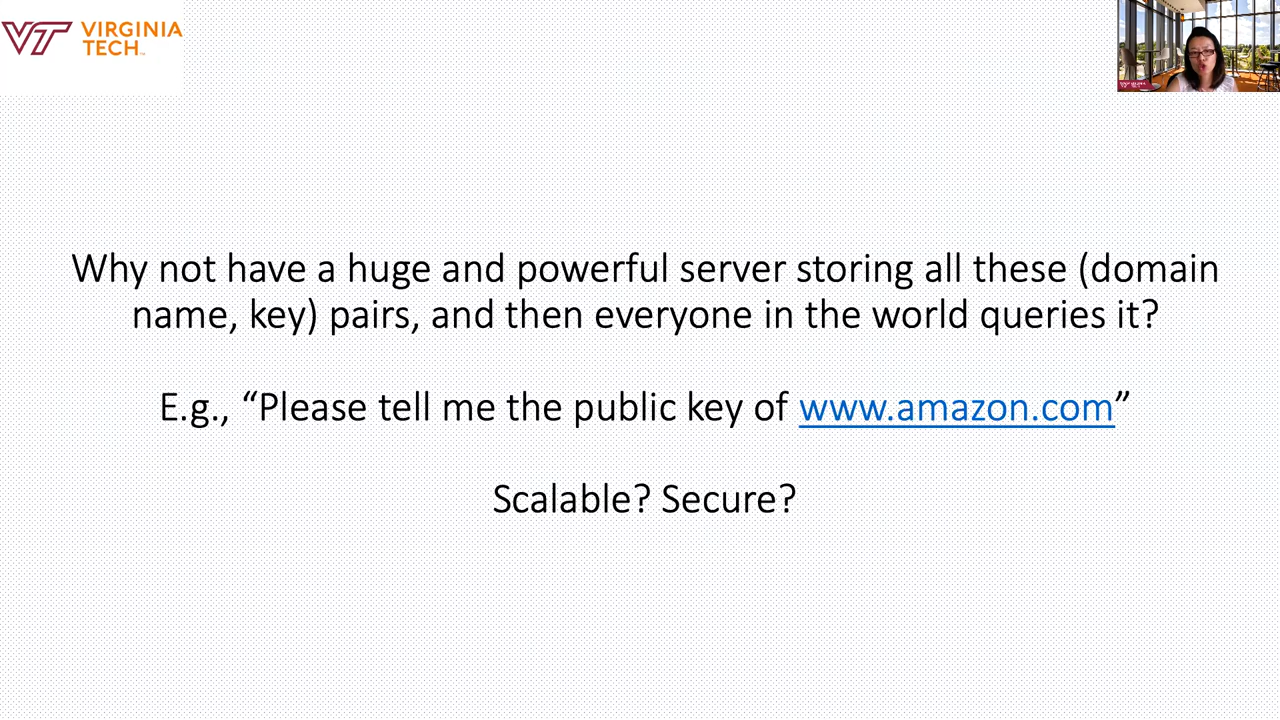 VIRGINIA
TECH
Why not have a huge and powerful server storing all these (domain
name, key) pairs, and then everyone in the world queries it?
E.g., “Please tell me the public key of www.amazon.com”
Scalable? Secure?